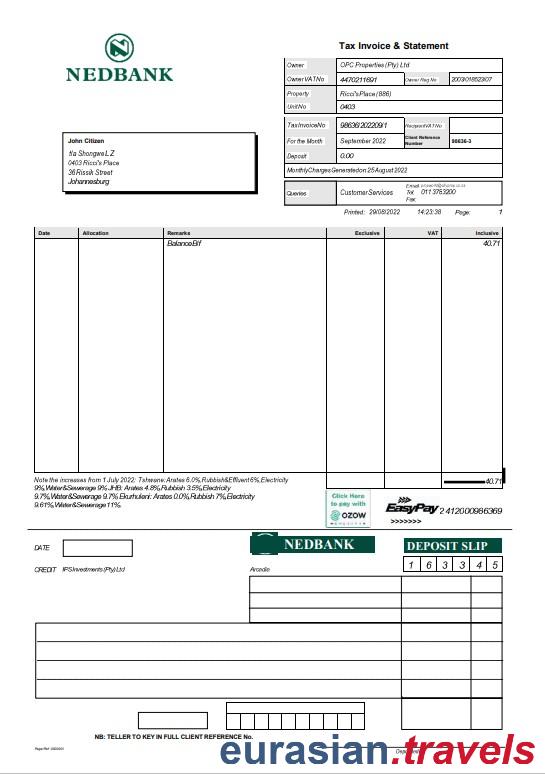 NEDBANK
Tax Invoice & Statement
Owner OPC Properties (Pty) Ltd
Owner VAT No 4470211691 Owner Reg No 2003/018523/07
Property Ricci's Place (886)
Unit No 0403
Tax Invoice No 98636/202209/1 Recipient VAT No
For the Month September 2022 Client Reference Number 98636-3
Deposit 0.00
Monthly Charges Generated on: 25 August 2022
Queries Customer Services Email:
Tel: 011 3753200
Fax:
John Citizen
t/a Shongwe L Z
0403 Ricci's Place
36 Rissik Street
Johannesburg
Printed: 29/08/2022 14:23:38 Page: 1
Date Allocation Remarks Exclusive VAT Inclusive
Balance B/f 40.71
Note the increases from 1 July 2022: Tshwane: Arates 6.0%, Rubbish & Effluent 6%, Electricity
9%, Water & Sewerage 9% JHB: Arates 4.8%, Rubbish 3.5%, Electricity
9.7%, Water & Sewerage 9.7% Ekurhuleni: Arates 0.0%, Rubbish 7%, Electricity
9.61%, Water & Sewerage 11%.
40.71
Click Here
to pay with
OZOW
EasyPay 2412000986369
>>>>>>>
DATE
NEDBANK
DEPOSIT SLIP
CREDIT IPS Investments (Pty) Ltd Arcadia 1 6 3 3 4 5
NB: TELLER TO KEY IN FULL CLIENT REFERENCE No.
eurasian.travels